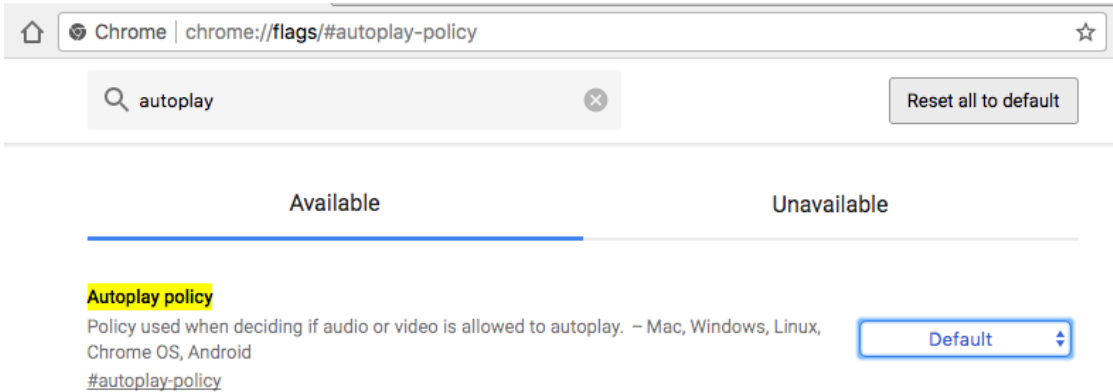 Chrome chrome://flags/#autoplay-policy
autoplay
Reset all to default
Available
Unavailable
Autoplay policy
Policy used when deciding if audio or video is allowed to autoplay. – Mac, Windows, Linux,
Chrome OS, Android
Default
#autoplay-policy